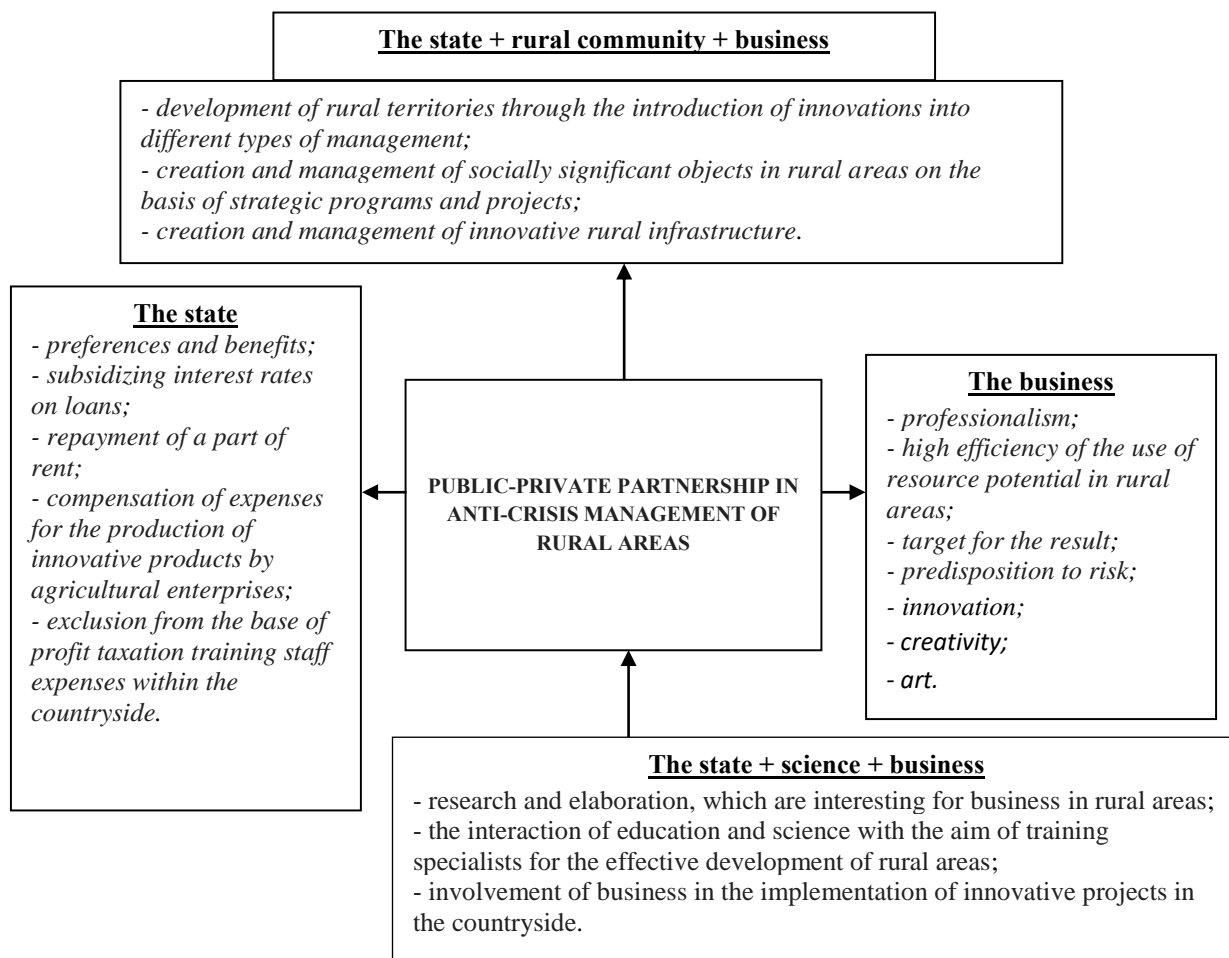 The state + rural community + business
- development of rural territories through the introduction of innovations into
different types of management;
- creation and management of socially significant objects in rural areas on the
basis of strategic programs and projects;
- creation and management of innovative rural infrastructure.
The state
- preferences and benefits;
- subsidizing interest rates
on loans;
- repayment of a part of
rent;
- compensation of expenses
for the production of
innovative products by
agricultural enterprises;
- exclusion from the base of
profit taxation training staff
expenses within the
countryside.
PUBLIC-PRIVATE PARTNERSHIP IN
ANTI-CRISIS MANAGEMENT OF
RURAL AREAS
The business
- professionalism;
- high efficiency of the use of
resource potential in rural
areas;
- target for the result;
- predisposition to risk;
- innovation;
- creativity;
- art.
The state + science + business
- research and elaboration, which are interesting for business in rural areas;
- the interaction of education and science with the aim of training
specialists for the effective development of rural areas;
- involvement of business in the implementation of innovative projects in
the countryside.